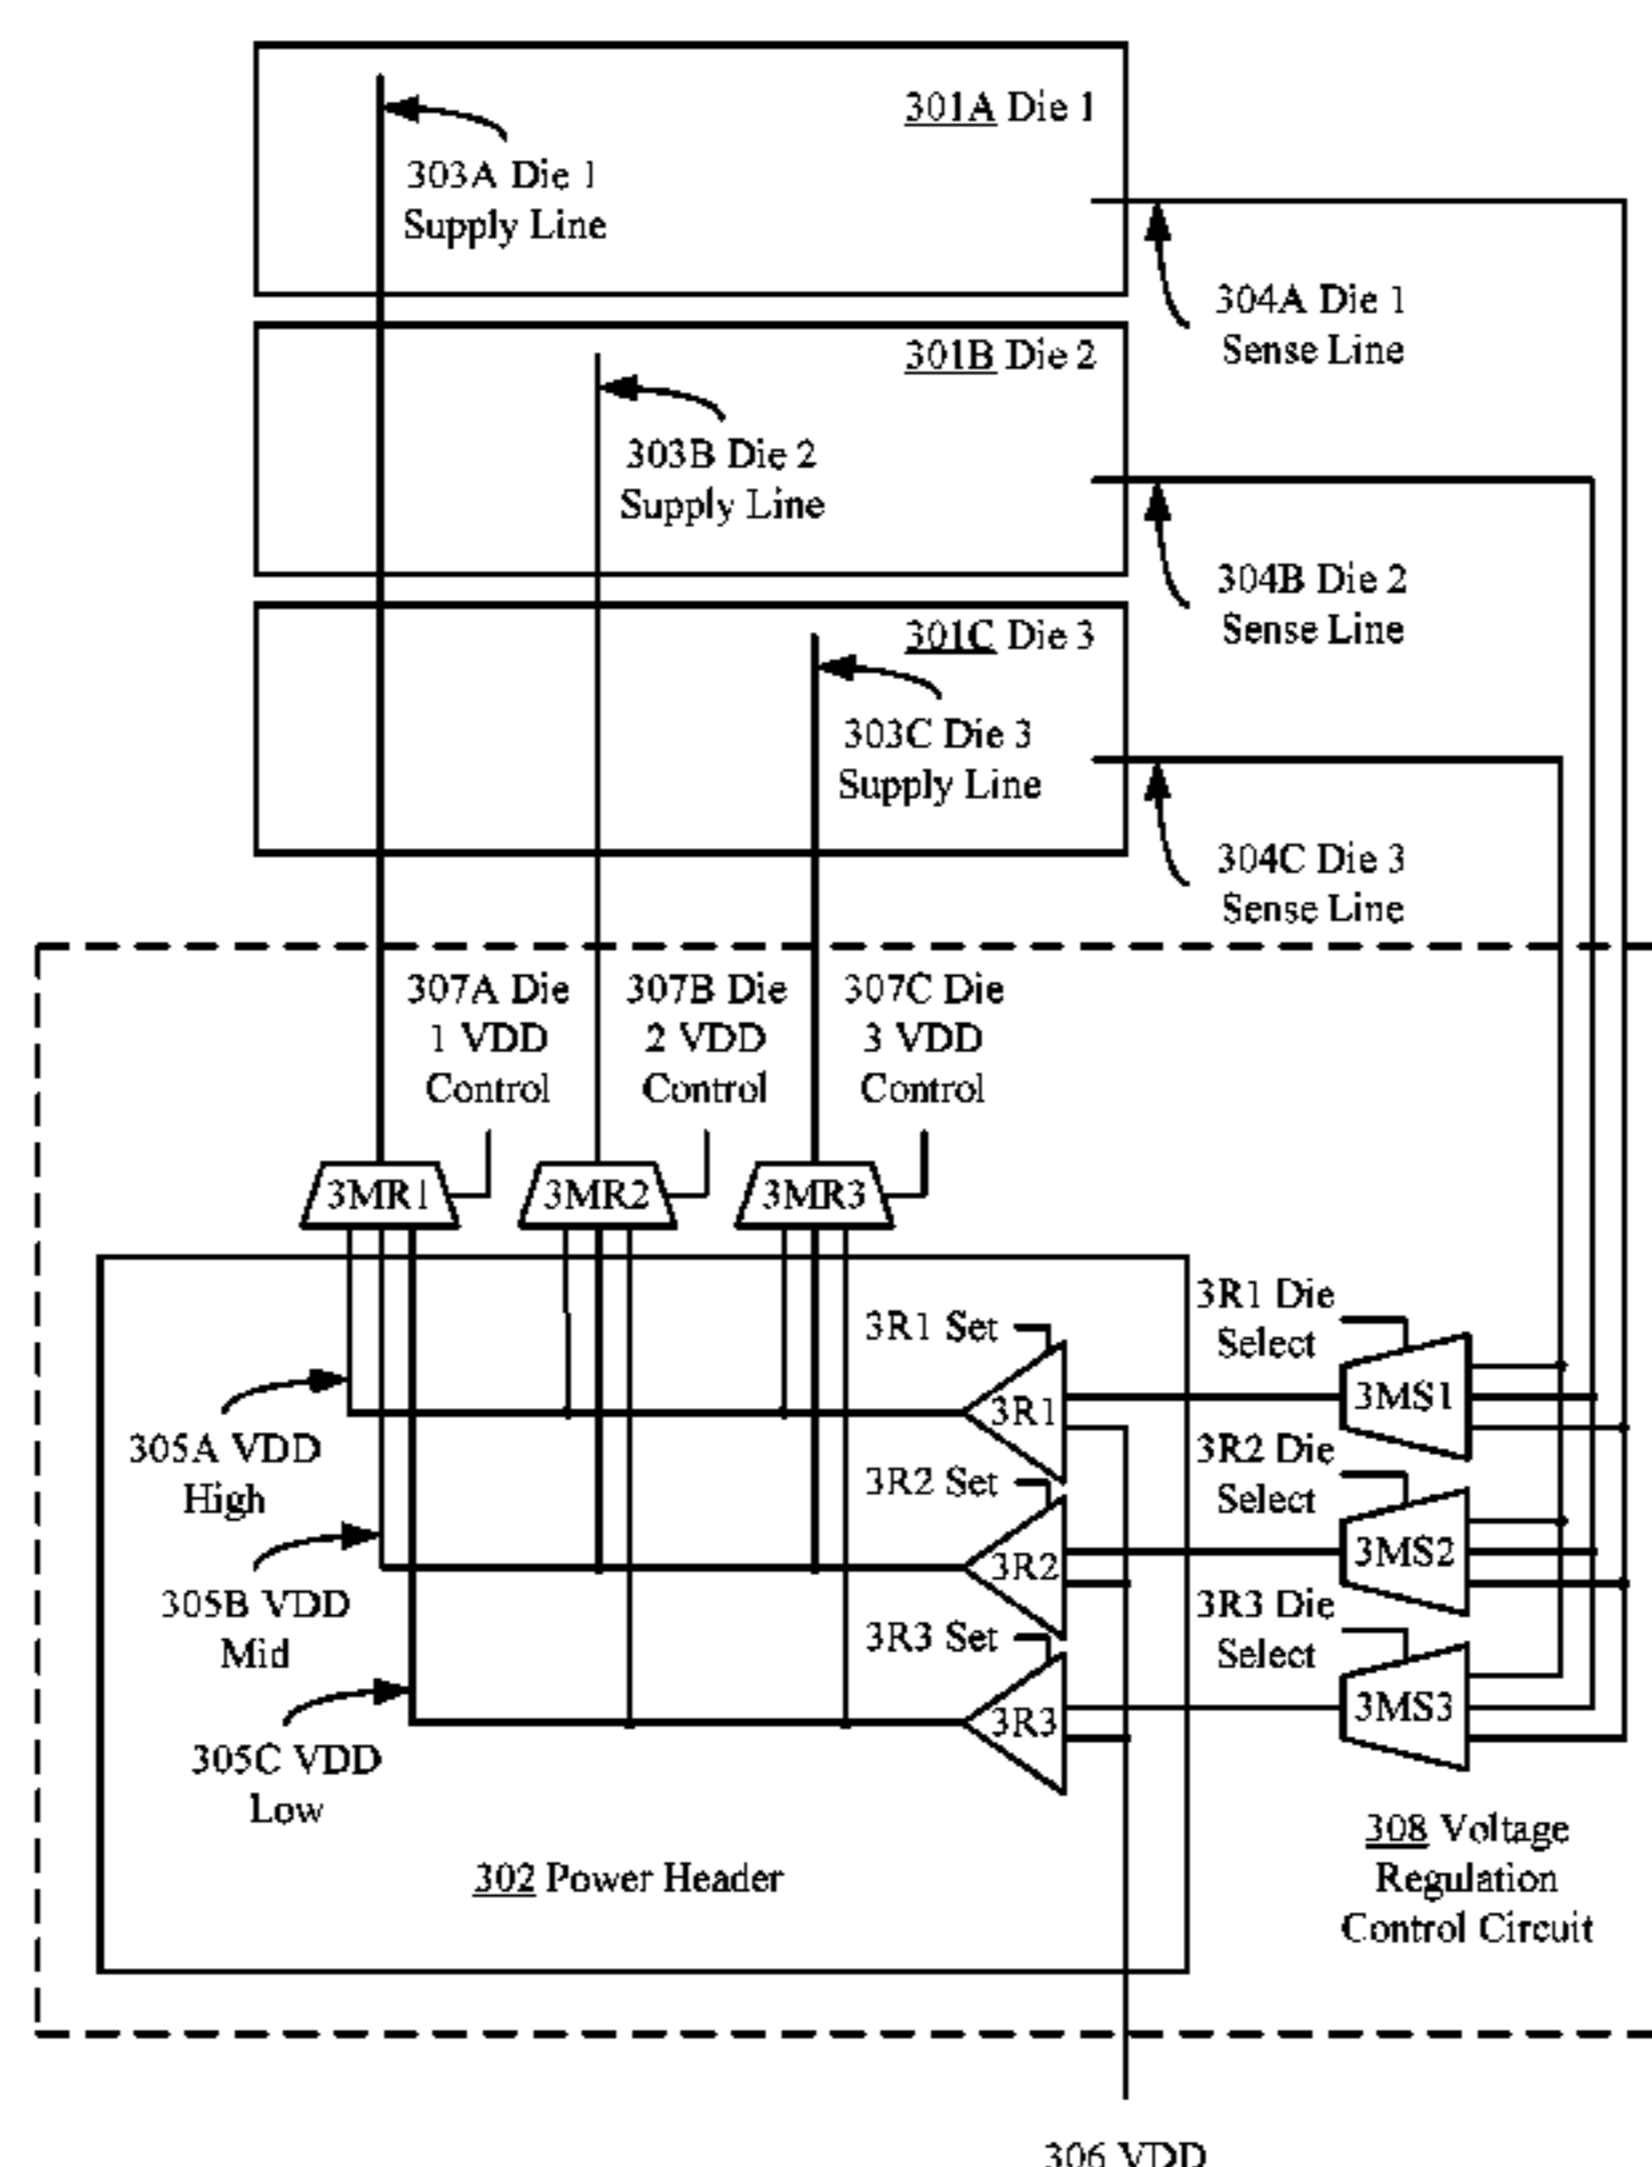 301A Die 1
303A Die 1
Supply Line
304A Die 1
Sense Line
301B Die 2
303B Die 2
Supply Line
304B Die 2
Sense Line
301C Die 3
303C Die 3
Supply Line
304C Die 3
Sense Line
307A Die
1 VDD
Control
307B Die
2 VDD
Control
307C Die
3 VDD
Control
3MR1
3MR2
3MR3
3R1 Set
3R1
3R1 Die
Select
3MS1
305A VDD
High
3R2 Set
3R2
3R2 Die
Select
3MS2
305B VDD
Mid
3R3 Set
3R3
3R3 Die
Select
3MS3
305C VDD
Low
302 Power Header
308 Voltage
Regulation
Control Circuit
306 VDD